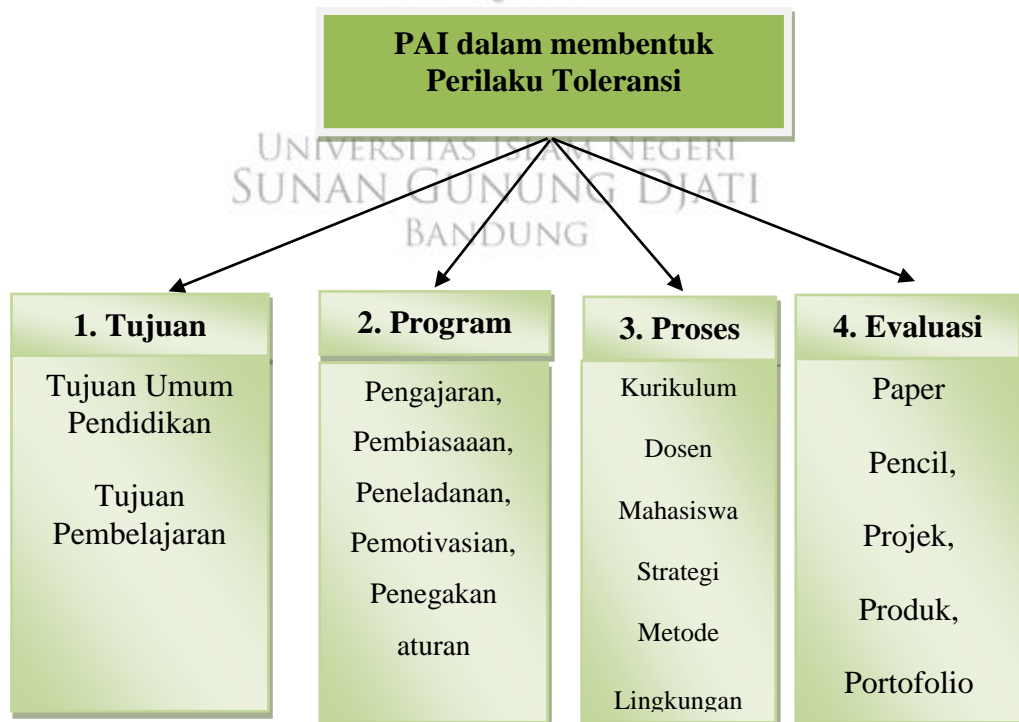 PAI dalam membentuk
Perilaku Toleransi
UNIVERSITAS ISLAM NEGERI
SUNAN GUNUNG DJATI
BANDUNG
1. Tujuan
Tujuan Umum
Pendidikan
Tujuan
Pembelajaran
2. Program
Pengajaran,
Pembiasaaan,
Peneladanan,
Pemotivasian,
Penegakan
aturan
3. Proses
Kurikulum
Dosen
Mahasiswa
Strategi
Metode
Lingkungan
4. Evaluasi
Paper
Pencil,
Projek,
Produk,
Portofolio